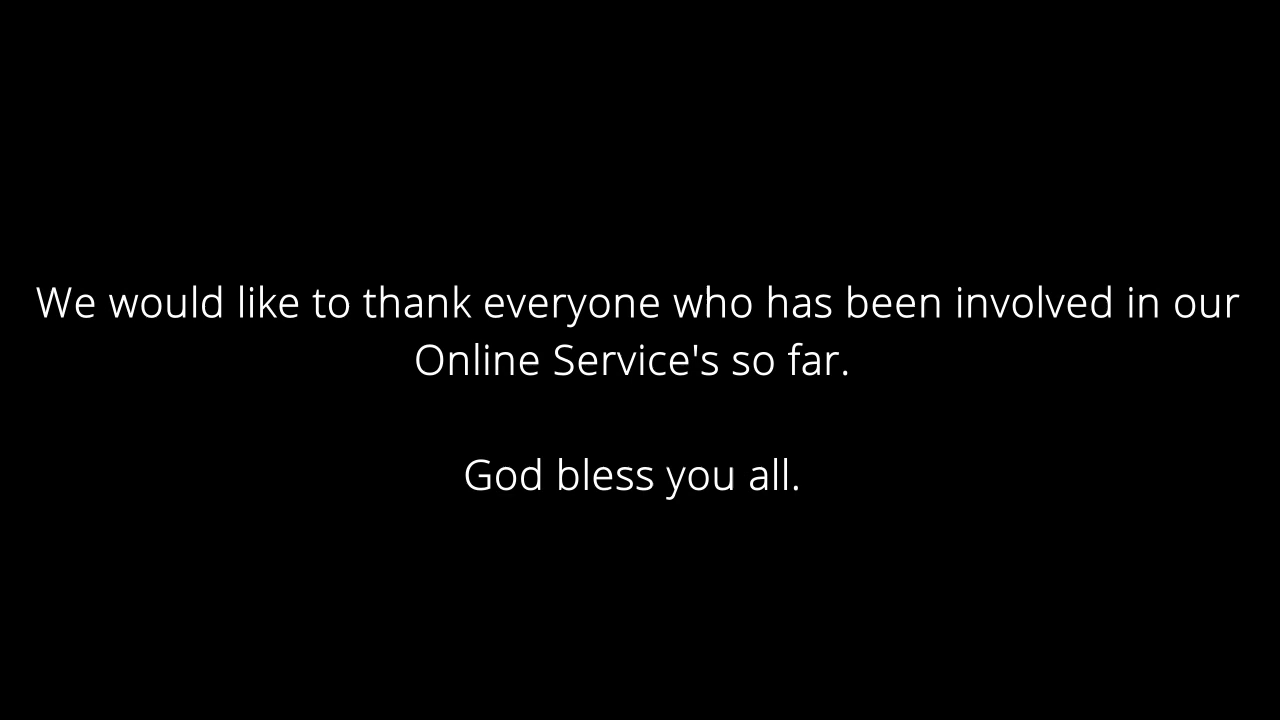 We would like to thank everyone who has been involved in our
Online Service's so far.
God bless you all.